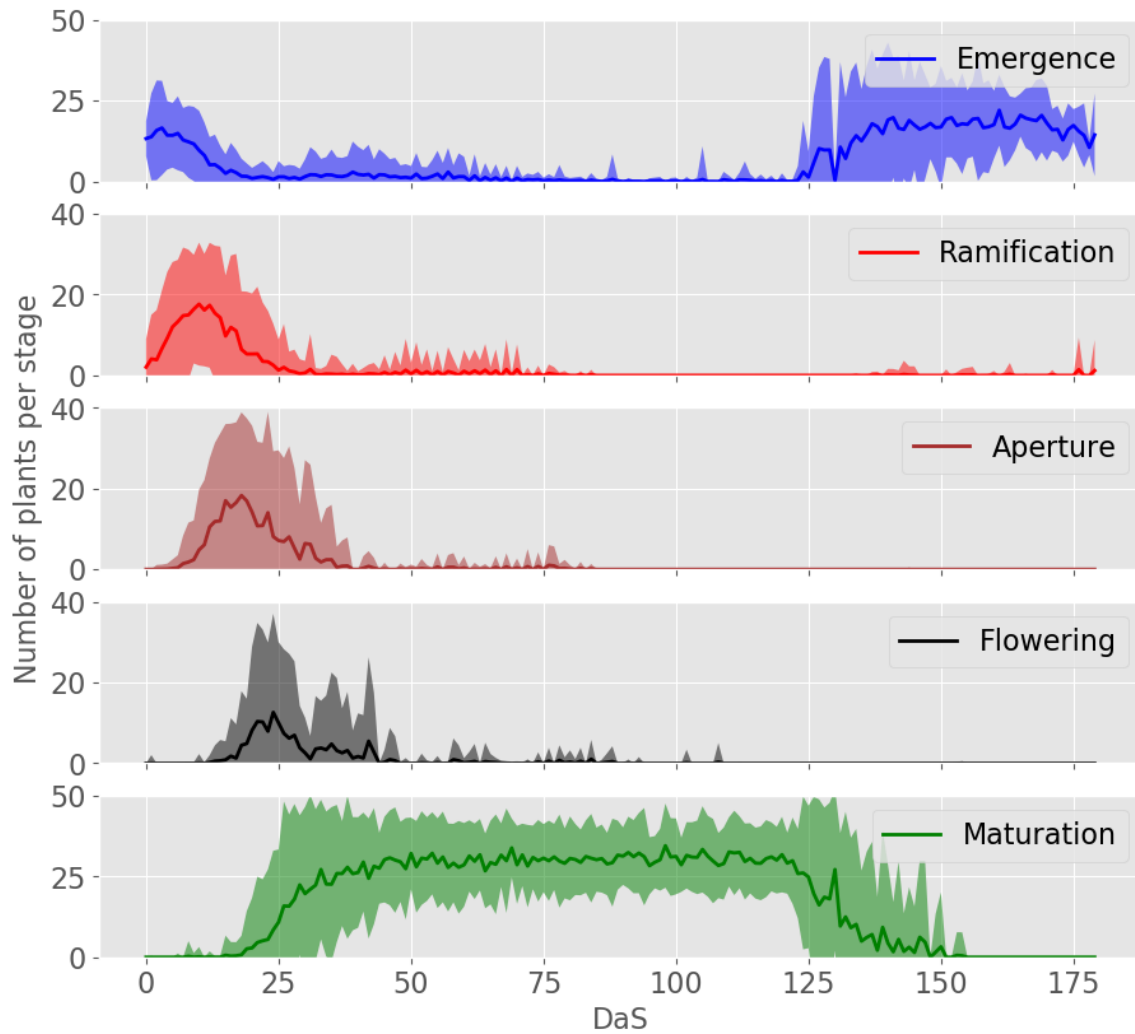 50
25
0
Emergence
40
20
0
Ramification
40
20
0
Aperture
40
20
0
Flowering
50
25
0
Maturation
0 25 50 75 100 125 150 175
DaS
Number of plants per stage